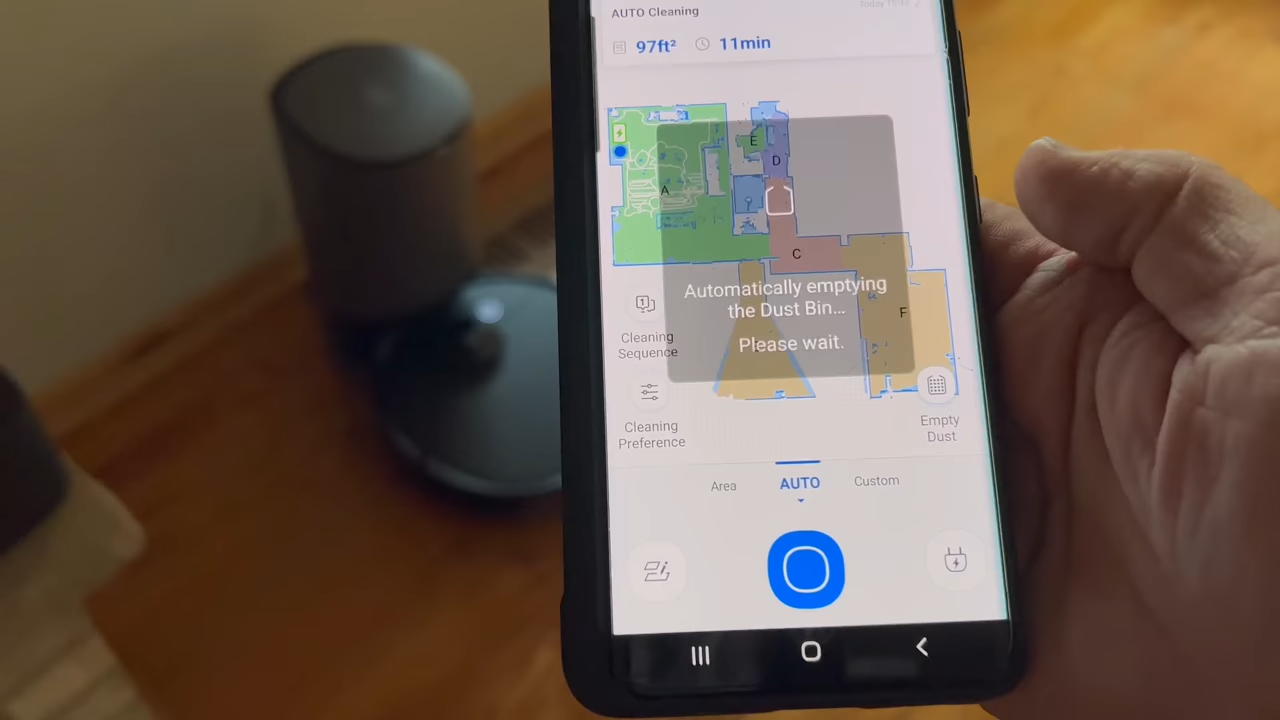 AUTO Cleaning
97ft² 11min
E
D
A
C
F
Automatically emptying
the Dust Bin...
Please wait.
1
Cleaning
Sequence
Cleaning
Preference
Empty
Dust
Area AUTO Custom